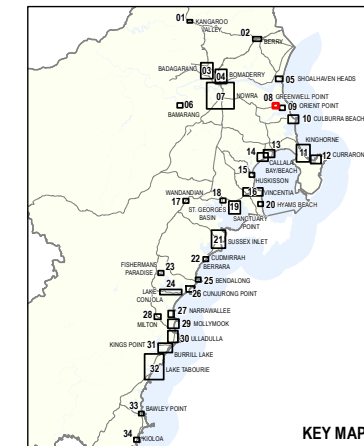 01
KANGAROO
VALLEY
02
BERRY
BADAGARANG
03
04
BOMADERRY
05
SHOALHAVEN HEADS
06
BAMARANG
07
NOWRA
08
GREENWELL POINT
09
ORIENT POINT
10
CULBURRA BEACH
KINGHORNE
11
12
CURRARONG
13
14
CALLALA
BAY/BEACH
15
HUSKISSON
16
VINCENTIA
17
WANDANDIAN
18
ST. GEORGES
BASIN
19
SANCTUARY
POINT
20
HYAMS BEACH
21
SUSSEX INLET
22
CUDMIRRAH
BERRARA
FISHERMANS
PARADISE
23
24
LAKE
CONJOLA
25
BENDALONG
26
CUNJURONG POINT
27
NARRAWALLEE
28
MILTON
29
MOLLYMOOK
30
ULLADULLA
KINGS POINT
31
BURRILL LAKE
32
LAKE TABOURIE
33
BAWLEY POINT
34
KIOLOA
KEY MAP